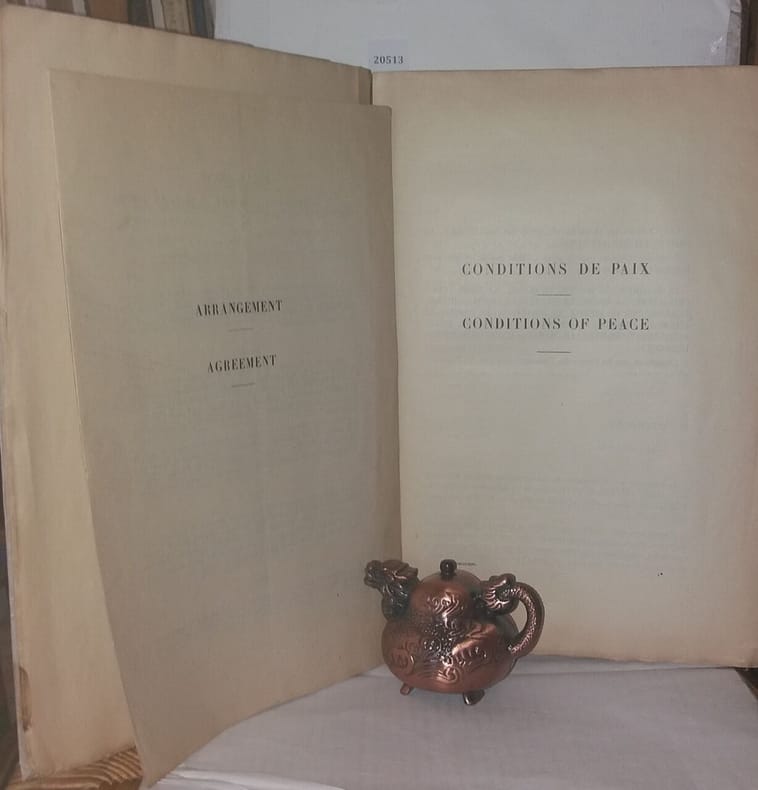 20513
ARRANGEMENT
AGREEMENT
CONDITIONS DE PAIX
CONDITIONS OF PEACE